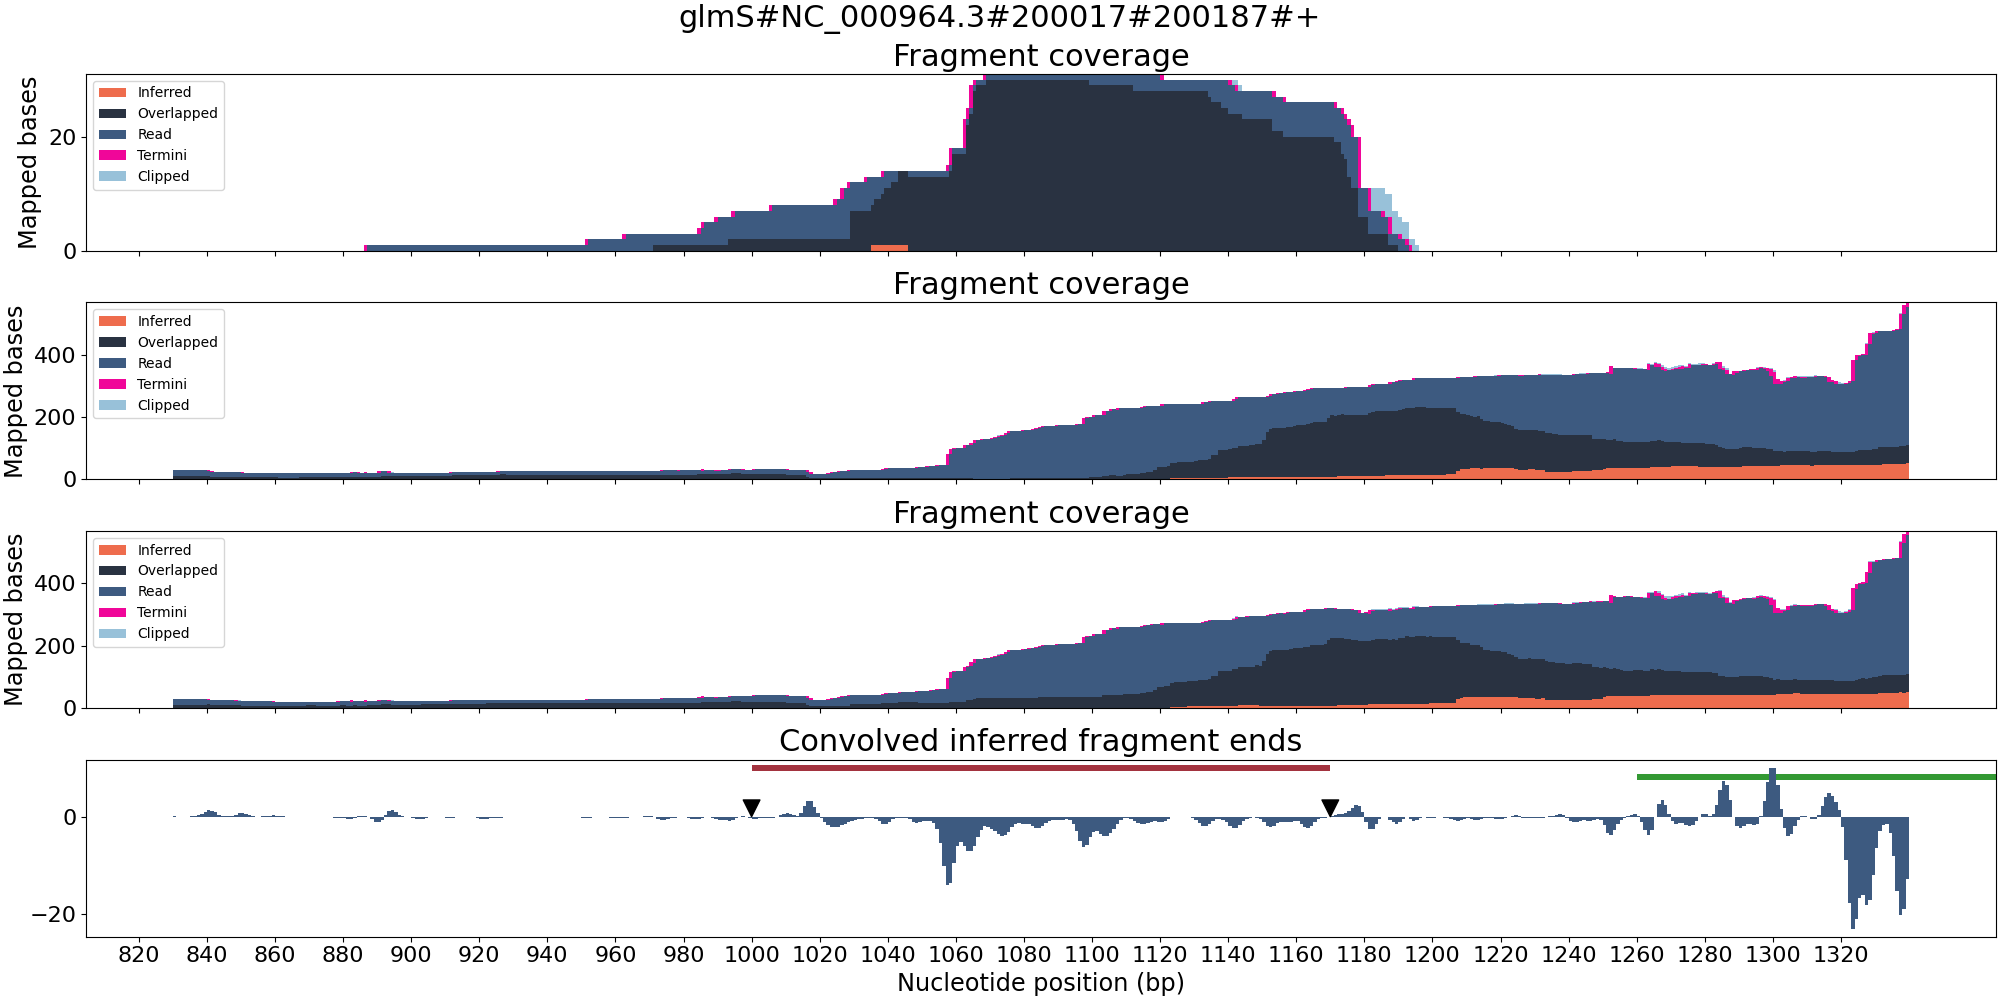 glmS#NC_000964.3#200017#200187#+
Fragment coverage
Mapped bases
20
0
Inferred
Overlapped
Read
Termini
Clipped
Fragment coverage
Mapped bases
400
200
0
Inferred
Overlapped
Read
Termini
Clipped
Fragment coverage
Mapped bases
400
200
0
Inferred
Overlapped
Read
Termini
Clipped
Convolved inferred fragment ends
0
−20
820 840 860 880 900 920 940 960 980 1000 1020 1040 1060 1080 1100 1120 1140 1160 1180 1200 1220 1240 1260 1280 1300 1320
Nucleotide position (bp)